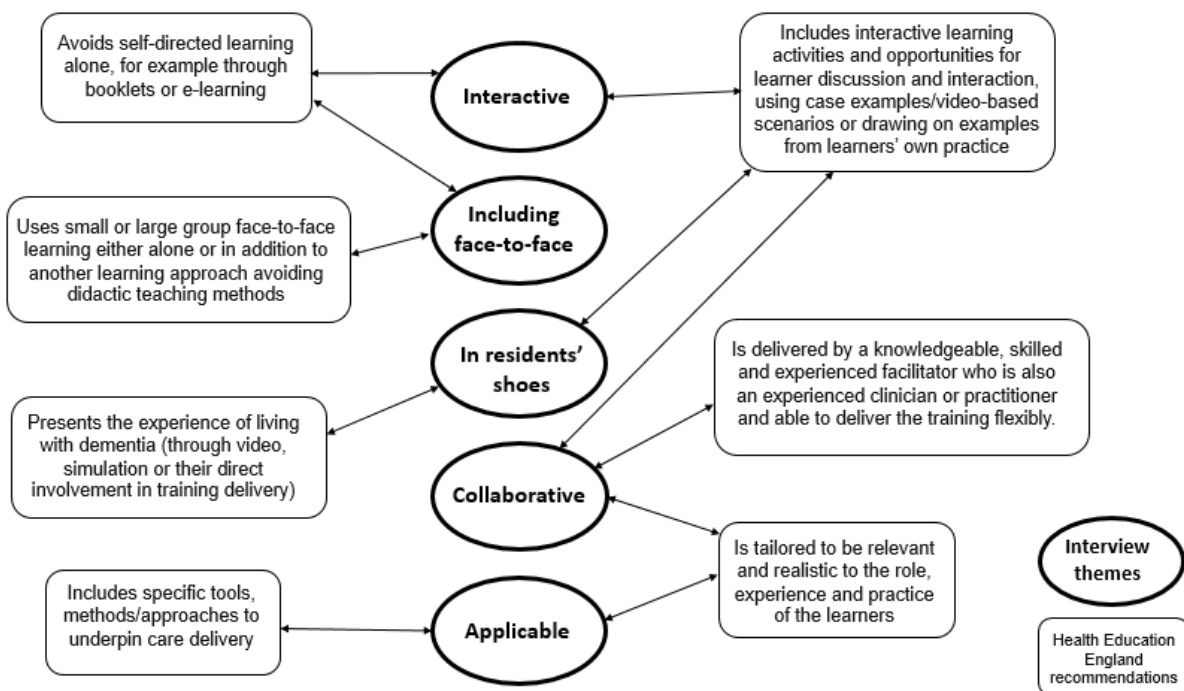 Avoids self-directed learning
alone, for example through
booklets or e-learning
Interactive
Includes interactive learning
activities and opportunities for
learner discussion and interaction,
using case examples/video-based
scenarios or drawing on examples
from learners’ own practice
Including
face-to-face
Uses small or large group face-to-face
learning either alone or in addition to
another learning approach avoiding
didactic teaching methods
In residents’
shoes
Is delivered by a knowledgeable, skilled
and experienced facilitator who is also
an experienced clinician or practitioner
and able to deliver the training flexibly.
Presents the experience of living
with dementia (through video,
simulation or their direct
involvement in training delivery)
Collaborative
Is tailored to be relevant
and realistic to the role,
experience and practice
of the learners
Includes specific tools,
methods/approaches to
underpin care delivery
Applicable
Interview
themes
Health Education
England
recommendations